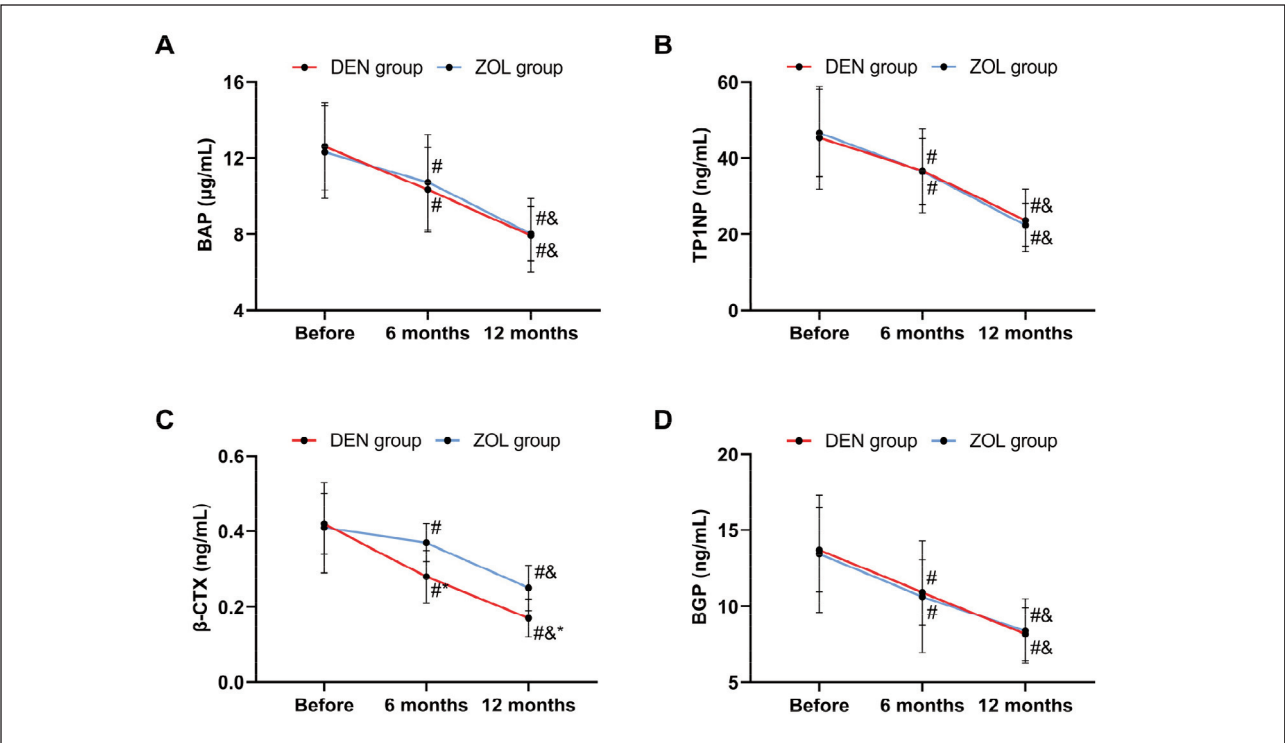 A
DEN group ZOL group
BAP (µg/mL)
16
12
8
4
#
#
#&
#&
Before 6 months 12 months
B
DEN group ZOL group
TP1NP (ng/mL)
60
40
20
0
#
#
#&
#&
Before 6 months 12 months
C
DEN group ZOL group
β-CTX (ng/mL)
0.6
0.4
0.2
0.0
#
#*
#&
#&*
Before 6 months 12 months
D
DEN group ZOL group
BGP (ng/mL)
20
15
10
5
#
#
#&
#&
Before 6 months 12 months